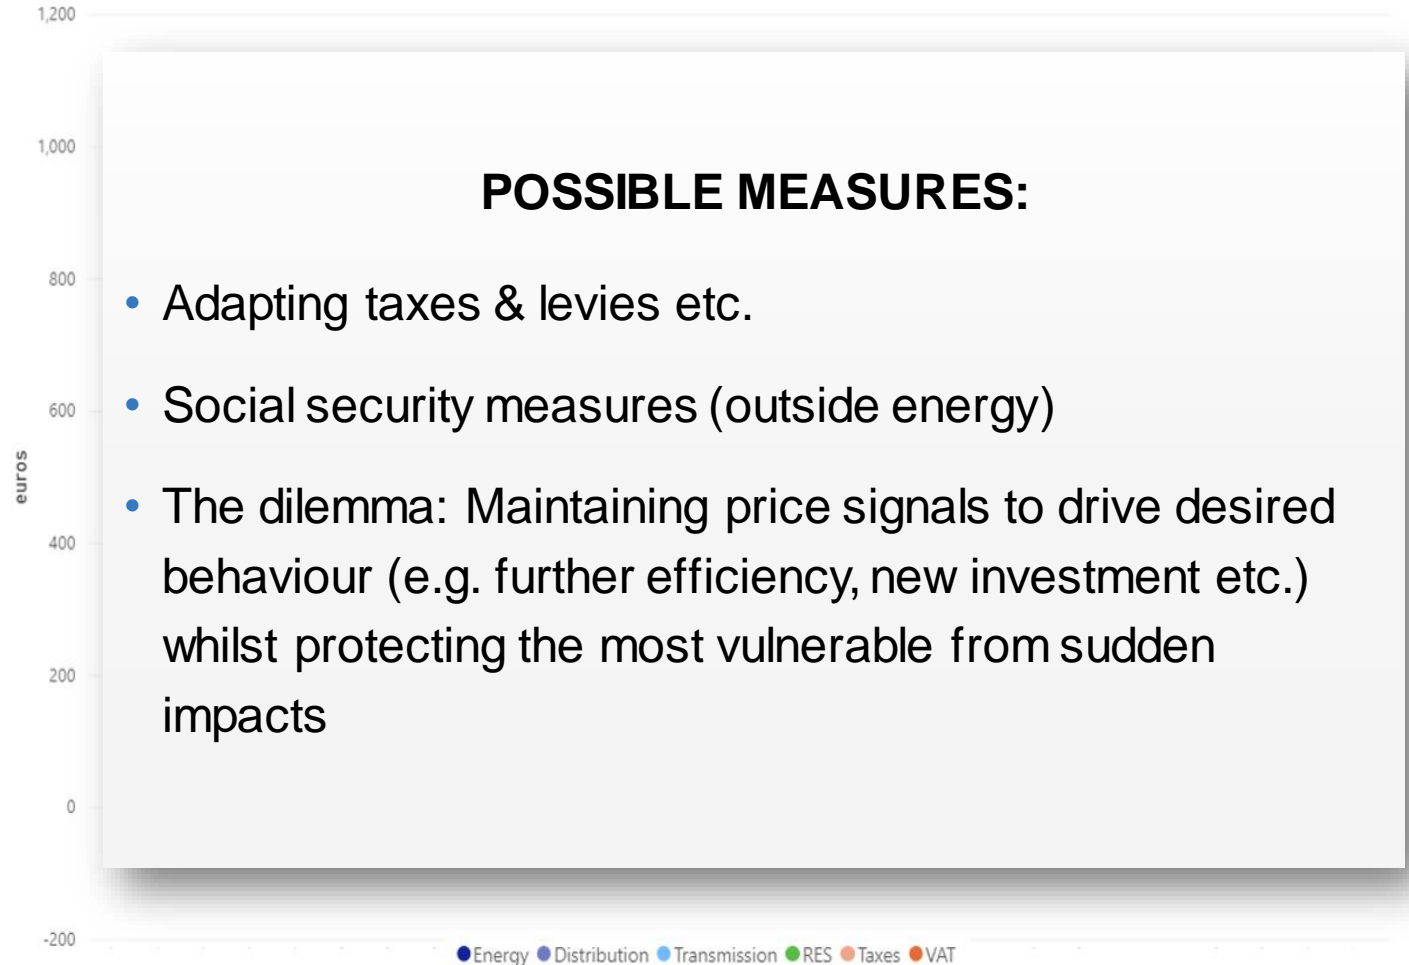 1,200
1,000
800
600
400
200
0
-200
euros
POSSIBLE MEASURES:
• Adapting taxes & levies etc.
• Social security measures (outside energy)
• The dilemma: Maintaining price signals to drive desired
behaviour (e.g. further efficiency, new investment etc.)
whilst protecting the most vulnerable from sudden
impacts
Energy Distribution Transmission RES Taxes VAT